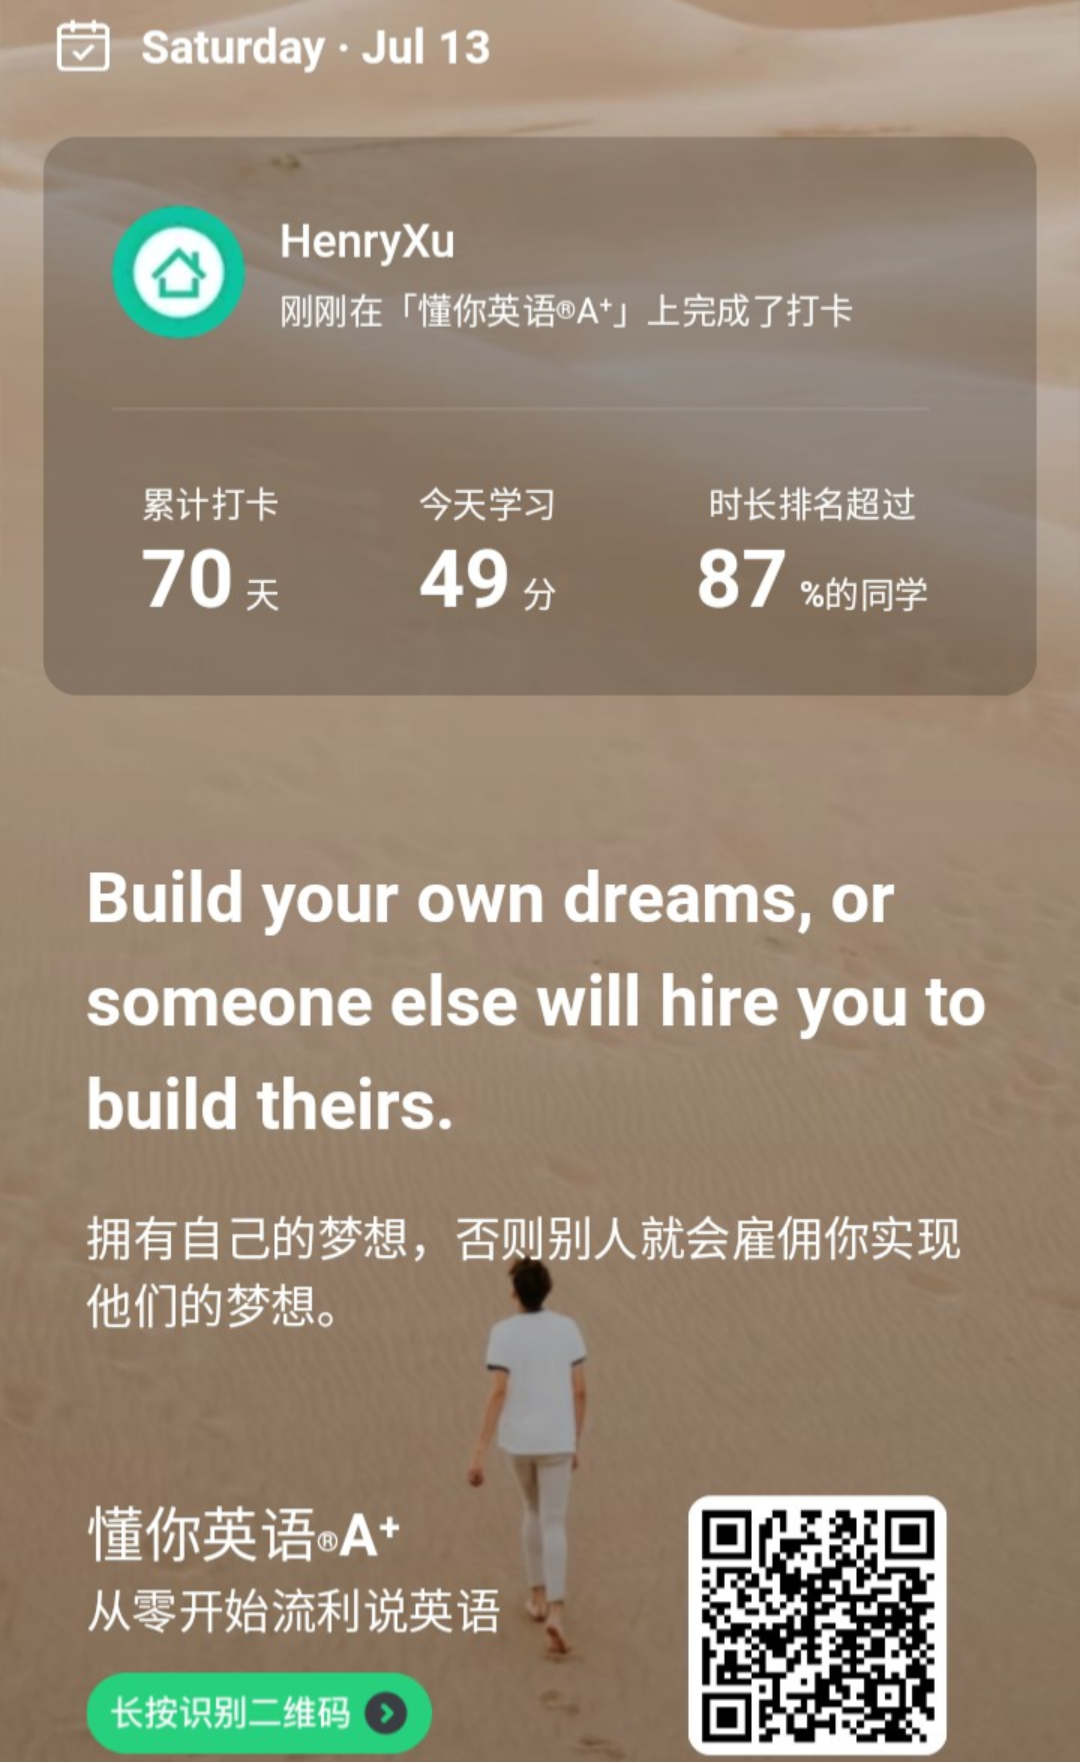 Saturday · Jul 13
HenryXu
刚刚在「懂你英语®A⁺」上完成了打卡
累计打卡 今天学习 时长排名超过
70 天 49 分 87 %的同学
Build your own dreams, or
someone else will hire you to
build theirs.
拥有自己的梦想，否则别人就会雇佣你实现
他们的梦想。
懂你英语®A⁺
从零开始流利说英语
长按识别二维码